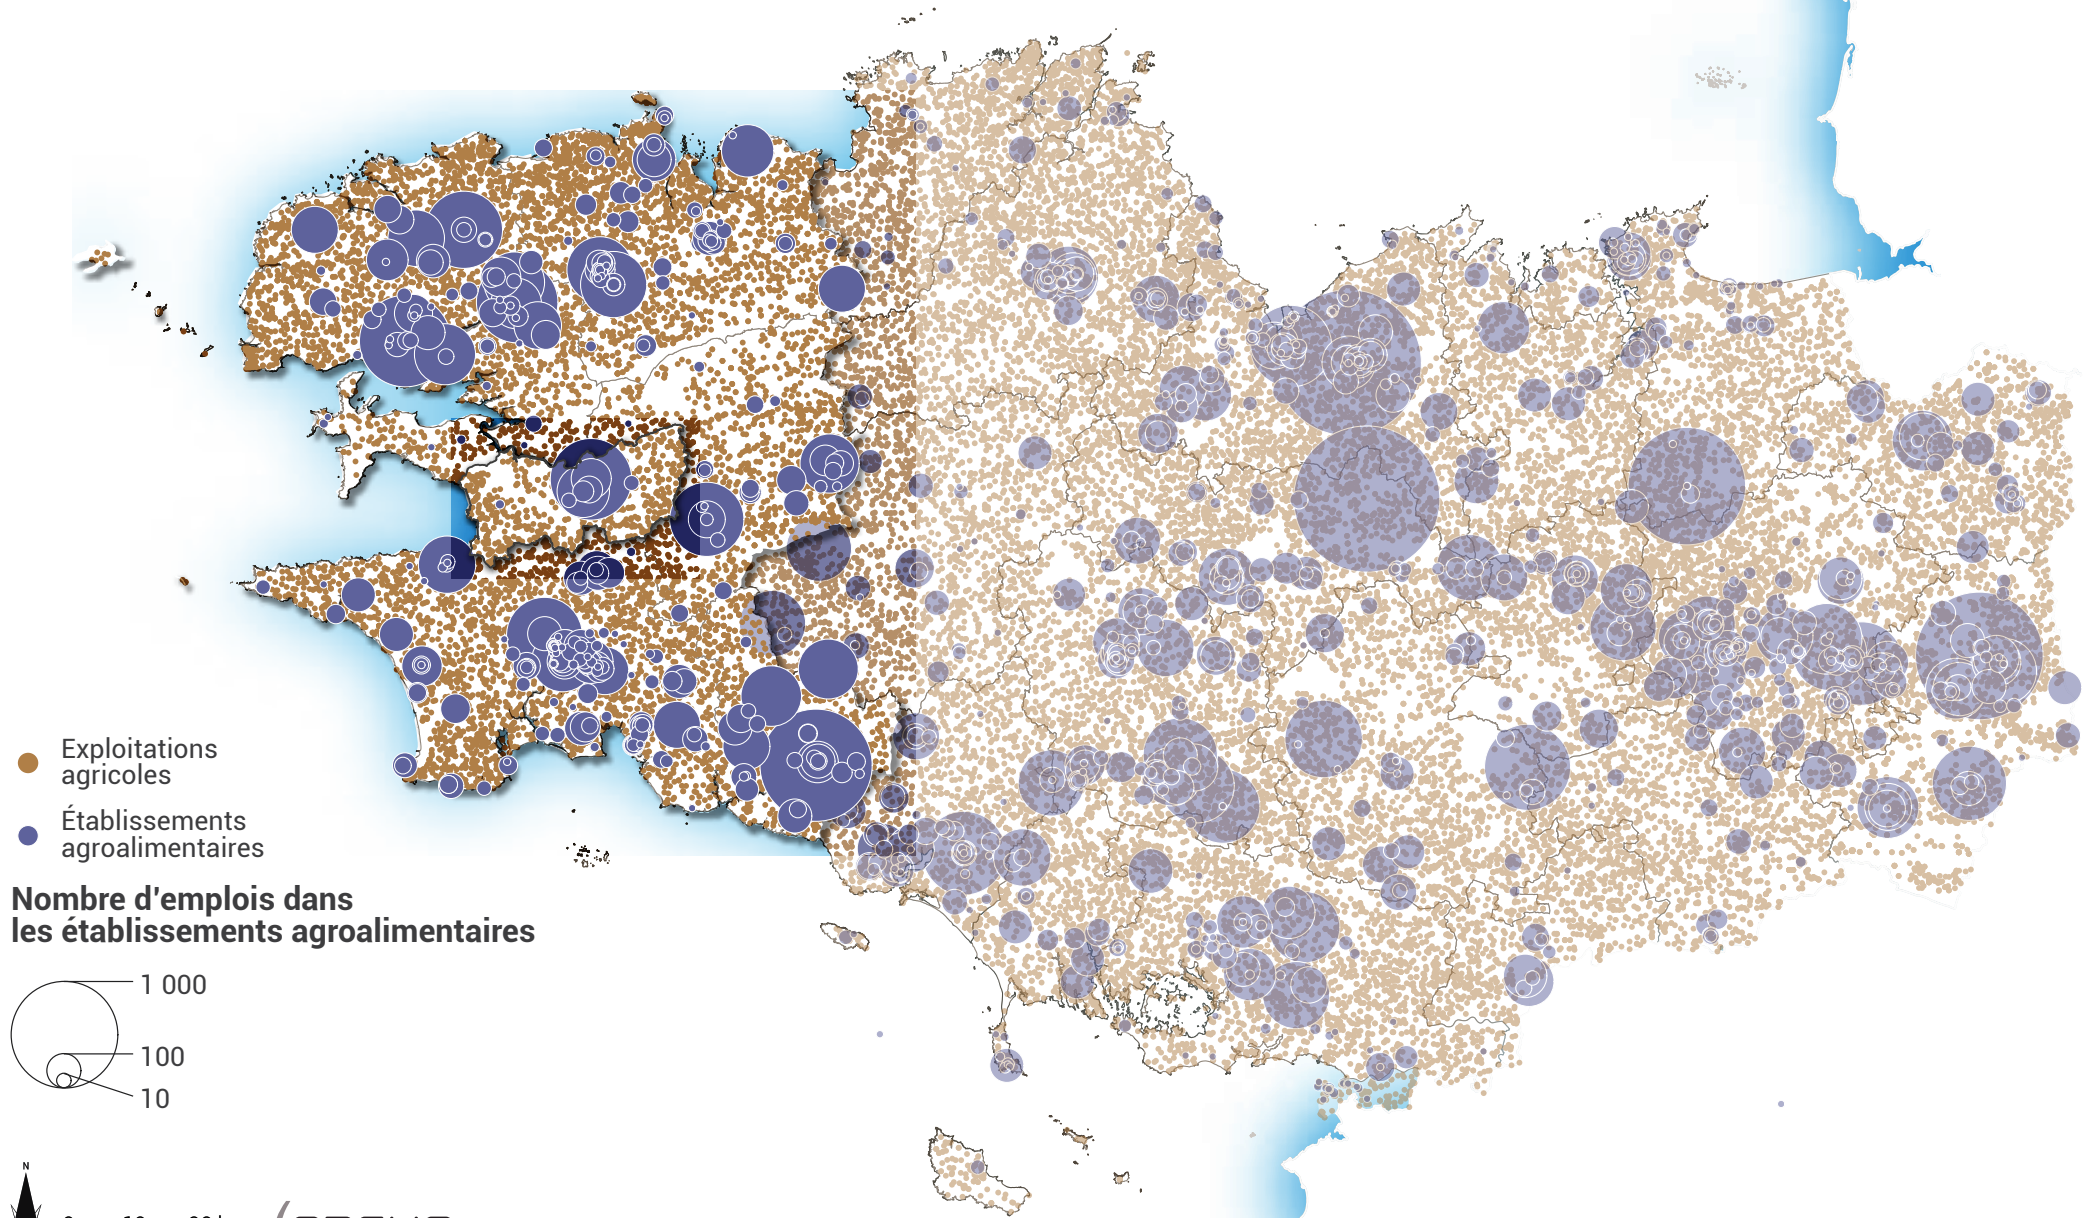 Exploitations
agricoles
Établissements
agroalimentaires
Nombre d'emplois dans
les établissements agroalimentaires
1 000
100
10
N